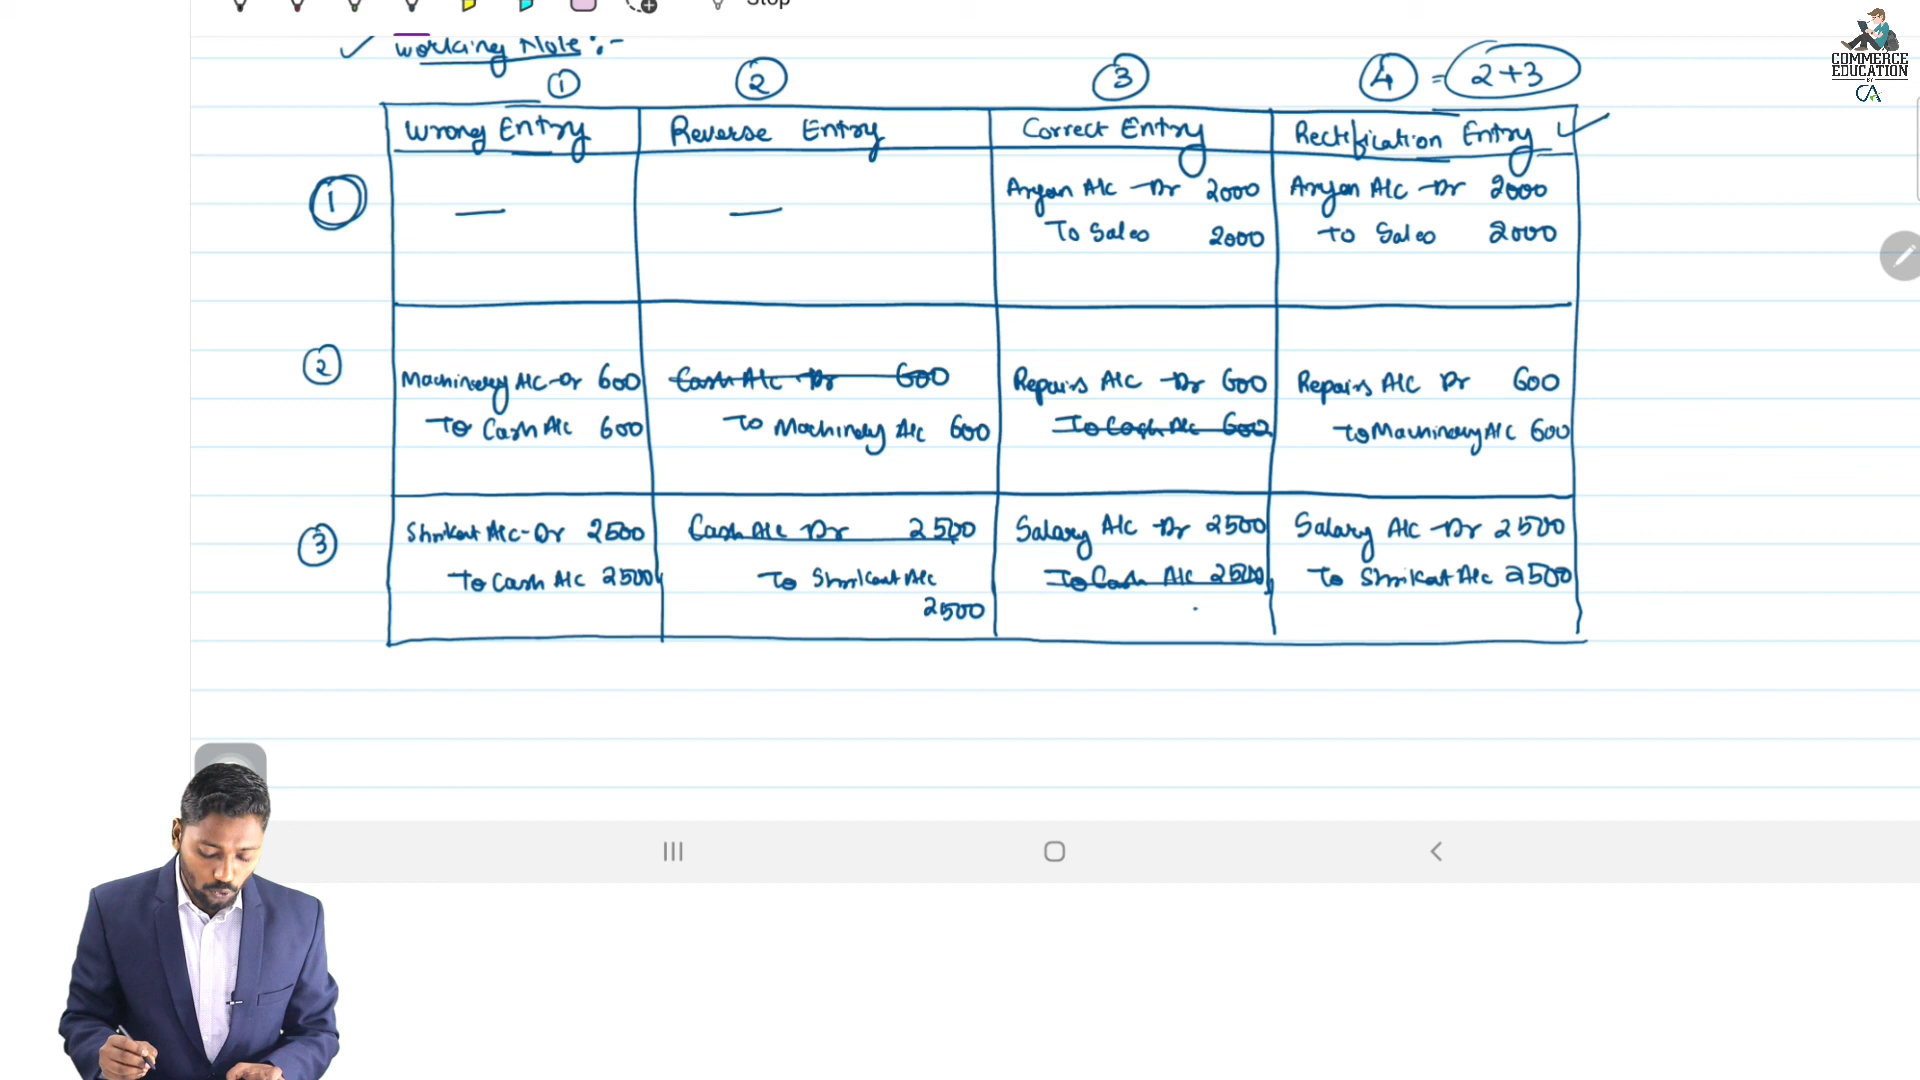 Stop
COMMERCE
EDUCATION
BY
CA
✓ Working Note :-
① ② ③ ④ = 2+3
Wrong Entry Reverse Entry Correct Entry Rectification Entry ✓
① — — Aryan A/c - Dr 2000 Aryan A/c - Dr 2000
To Sales 2000 To Sales 2000
② Machinery A/c - Dr 600 Cash A/c Dr 600 Repairs A/c - Dr 600 Repairs A/c Dr 600
To Cash A/c 600 To Machinery A/c 600 To Cash A/c 600 To Machinery A/c 600
③ Shrikant A/c - Dr 2500 Cash A/c Dr 2500 Salary A/c - Dr 2500 Salary A/c - Dr 2500
To Cash A/c 2500 To Shrikant A/c To Cash A/c 2500 To Shrikant A/c 2500
2500